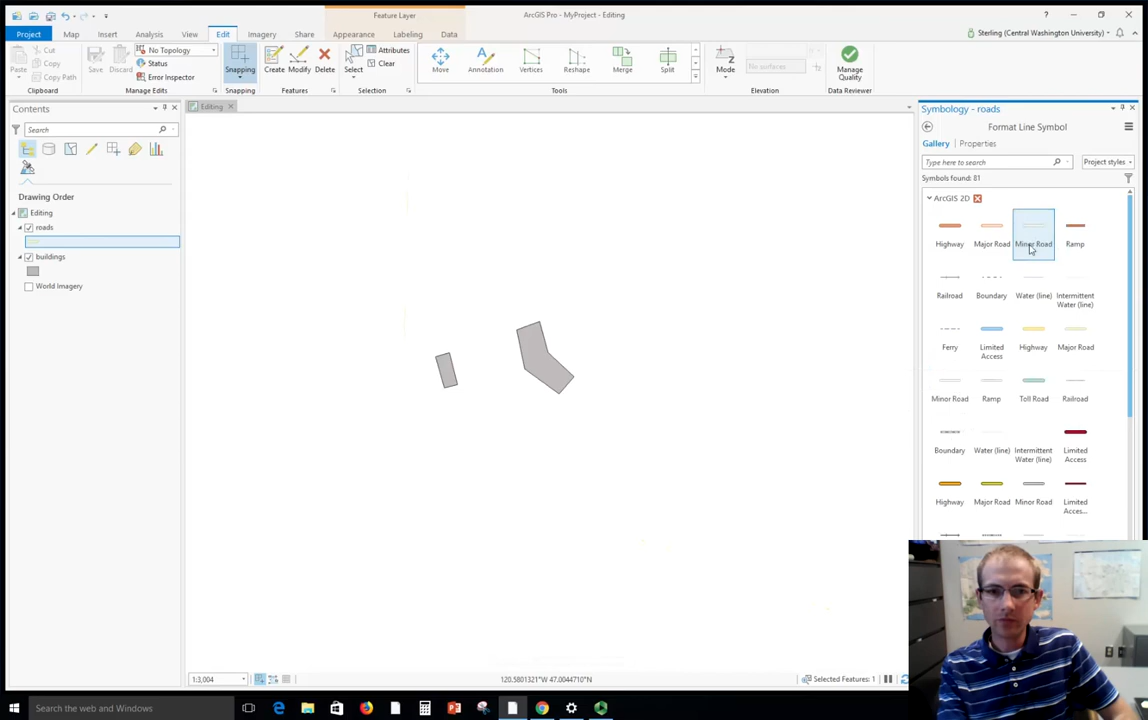 Feature Layer
ArcGIS Pro - MyProject - Editing
?
Project Map Insert Analysis View Edit Imagery Share Appearance Labeling Data
Sterling (Central Washington University)
Paste
Cut
Copy
Copy Path
Clipboard
Save
Discard
No Topology
Status
Error Inspector
Manage Edits
Snapping
Snapping
Create
Modify
Delete
Features
Select
Attributes
Clear
Selection
Move
Annotation
Vertices
Reshape
Merge
Split
Tools
Mode
No surfaces
Elevation
Manage
Quality
Data Reviewer
Contents
Search
Drawing Order
Editing
roads
buildings
World Imagery
Editing
1:3,004
120.5801321°W 47.0044710°N
Selected Features: 1
Symbology - roads
Format Line Symbol
Gallery Properties
Type here to search
Project styles
Symbols found: 81
ArcGIS 2D
Highway Major Road Minor Road Ramp
Railroad Boundary Water (line) Intermittent
Water (line)
Ferry Limited
Access Highway Major Road
Minor Road Ramp Toll Road Railroad
Boundary Water (line) Intermittent
Water (line) Limited
Access
Highway Major Road Minor Road Limited
Acces...
Search the web and Windows